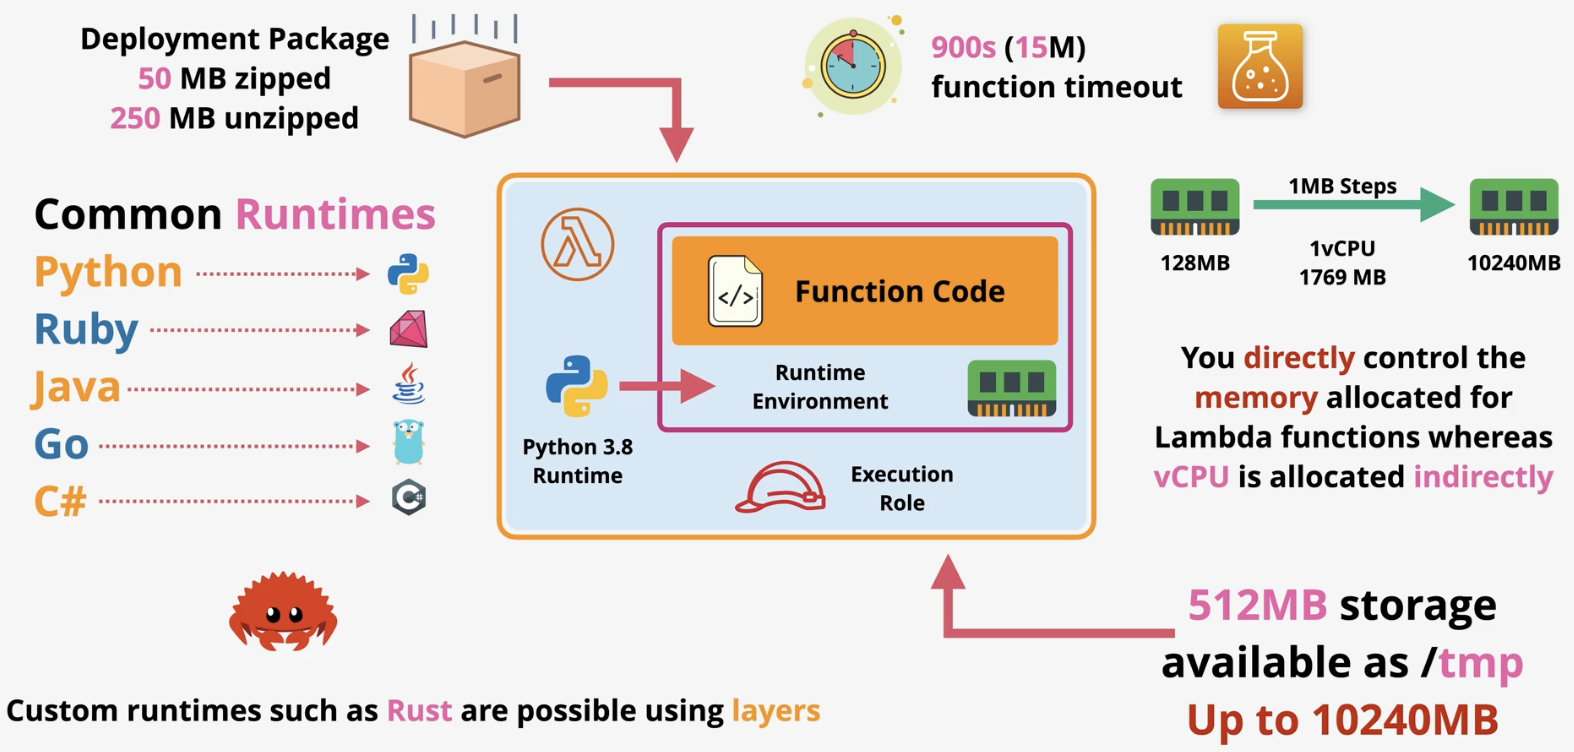 Deployment Package
50 MB zipped
250 MB unzipped
900s (15M)
function timeout
Common Runtimes
Python
Ruby
Java
Go
C#
</>
Function Code
Runtime
Environment
Python 3.8
Runtime
Execution
Role
1MB Steps
1vCPU
1769 MB
128MB
10240MB
You directly control the
memory allocated for
Lambda functions whereas
vCPU is allocated indirectly
512MB storage
available as /tmp
Up to 10240MB
Custom runtimes such as Rust are possible using layers